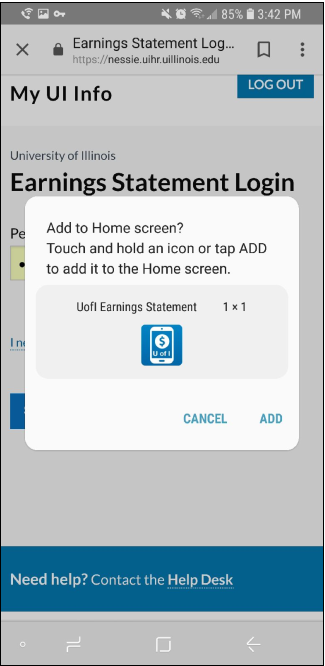 85% 3:42 PM
Earnings Statement Log...
https://nessie.uihr.uillinois.edu
LOG OUT
My UI Info
University of Illinois
Earnings Statement Login
Pe
Add to Home screen?
Touch and hold an icon or tap ADD
to add it to the Home screen.
UofI Earnings Statement 1 × 1
$
U of I
I ne
CANCEL ADD
Need help? Contact the Help Desk